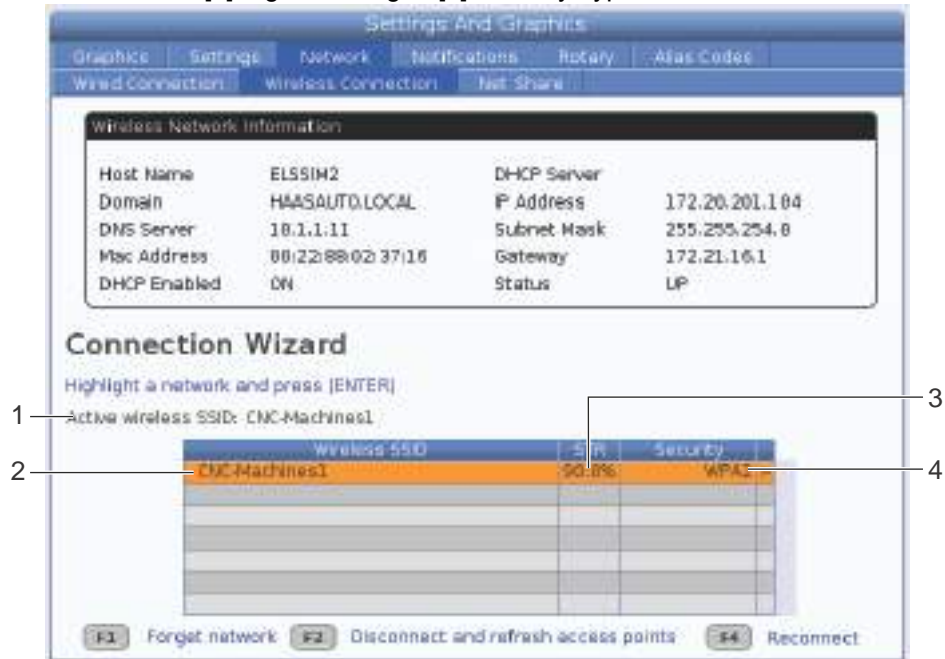 Settings And Graphics
Graphics Settings Network Notifications Rotary Alias Codes
Wired Connection Wireless Connection Net Share
Wireless Network Information
Host Name ELSSIM2 DHCP Server
Domain HAASAUTO.LOCAL IP Address 172.20.201.104
DNS Server 10.1.1.11 Subnet Mask 255.255.254.0
Mac Address 00:22:88:02:37:16 Gateway 172.21.16.1
DHCP Enabled ON Status UP
Connection Wizard
Highlight a network and press [ENTER]
3
1 Active wireless SSID: CNC-Machines1
Wireless SSID STR Security
2 CNC-Machines1 90.0% WPA2 4
F1 Forget network F2 Disconnect and refresh access points F4 Reconnect